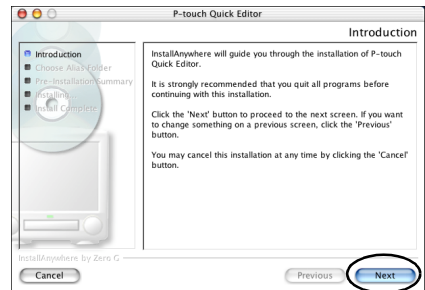 P-touch Quick Editor
Introduction
Introduction
Choose Alias Folder
Pre-Installation Summary
Installing...
Install Complete
InstallAnywhere will guide you through the installation of P-touch
Quick Editor.
It is strongly recommended that you quit all programs before
continuing with this installation.
Click the 'Next' button to proceed to the next screen. If you want
to change something on a previous screen, click the 'Previous'
button.
You may cancel this installation at any time by clicking the 'Cancel'
button.
InstallAnywhere by Zero G
Cancel
Previous
Next